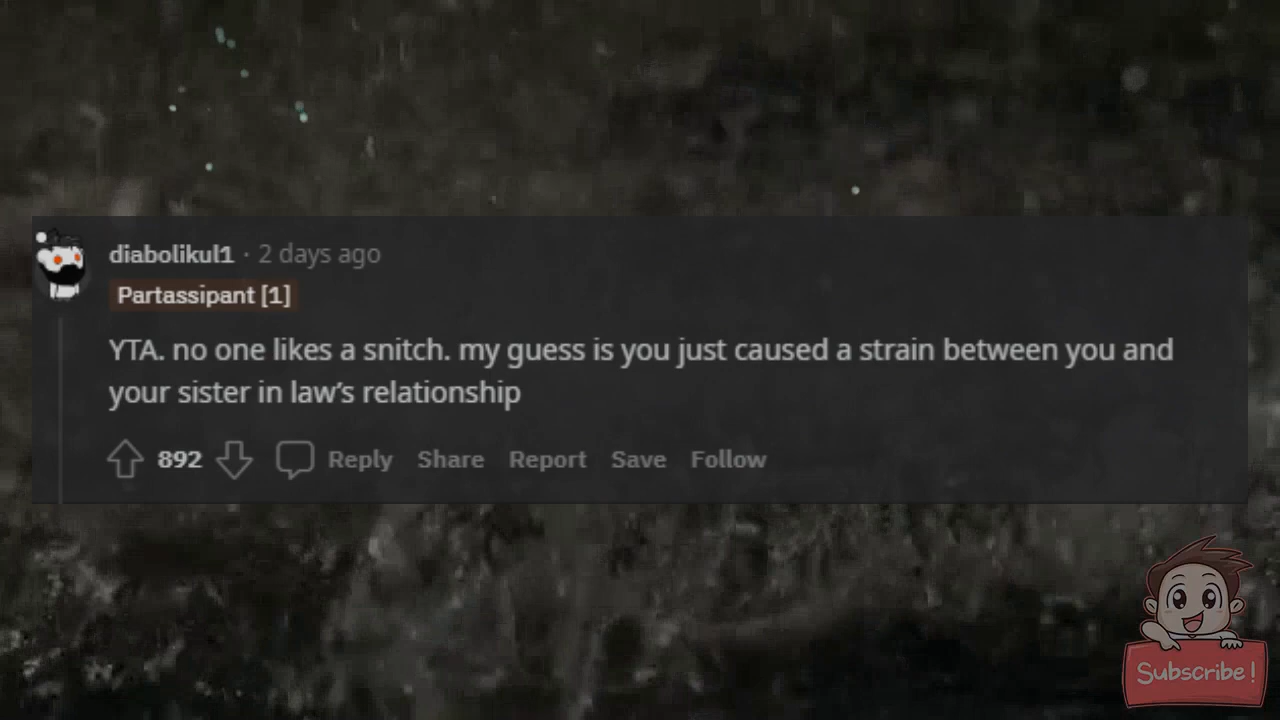 diabolikul1 · 2 days ago
Partassipant [1]
YTA. no one likes a snitch. my guess is you just caused a strain between you and
your sister in law’s relationship
892 Reply Share Report Save Follow
Subscribe!